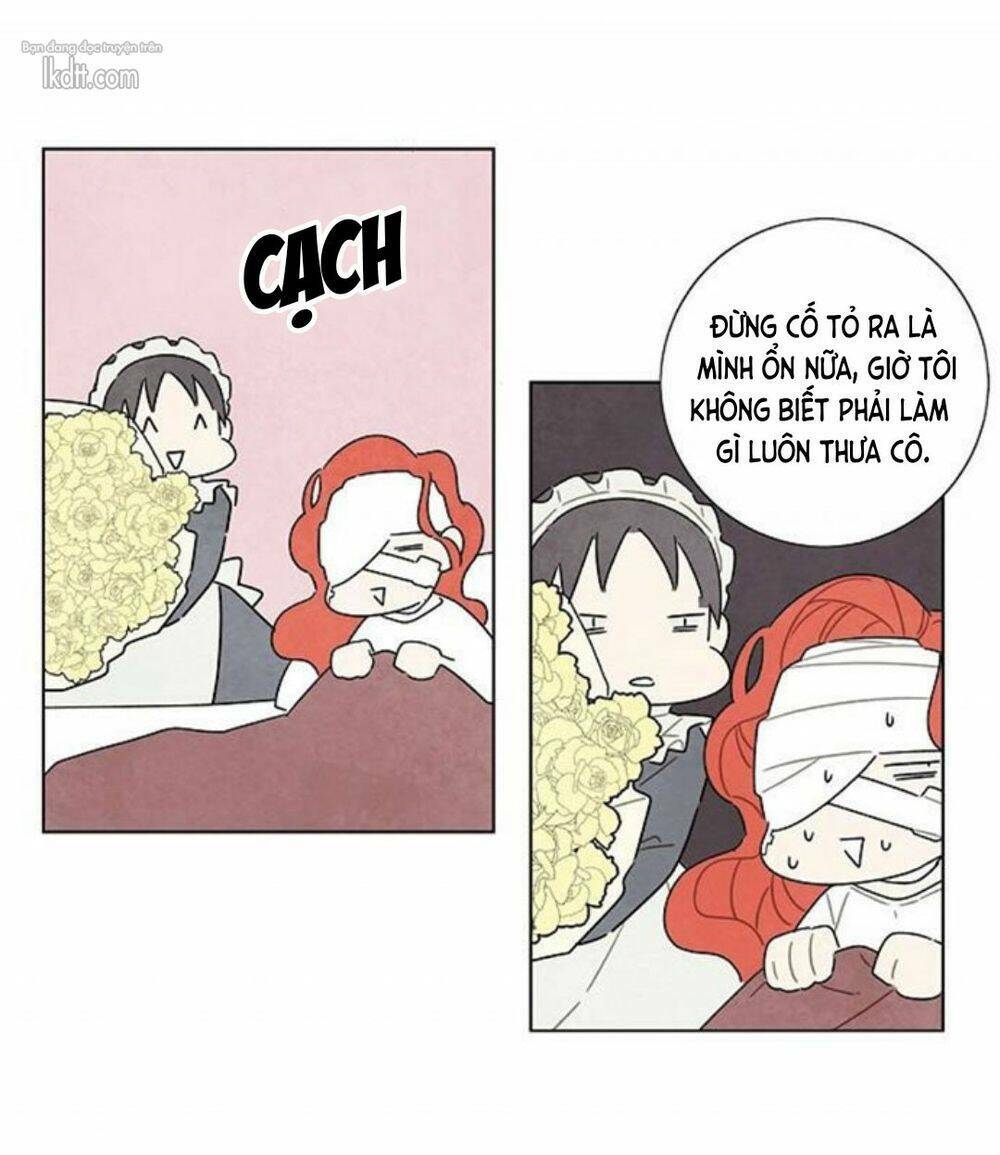 Bạn đang đọc truyện trên
lkdtt.com
CẠCH
ĐỪNG CỐ TỎ RA LÀ
MÌNH ỔN NỮA, GIỜ TÔI
KHÔNG BIẾT PHẢI LÀM
GÌ LUÔN THƯA CÔ.